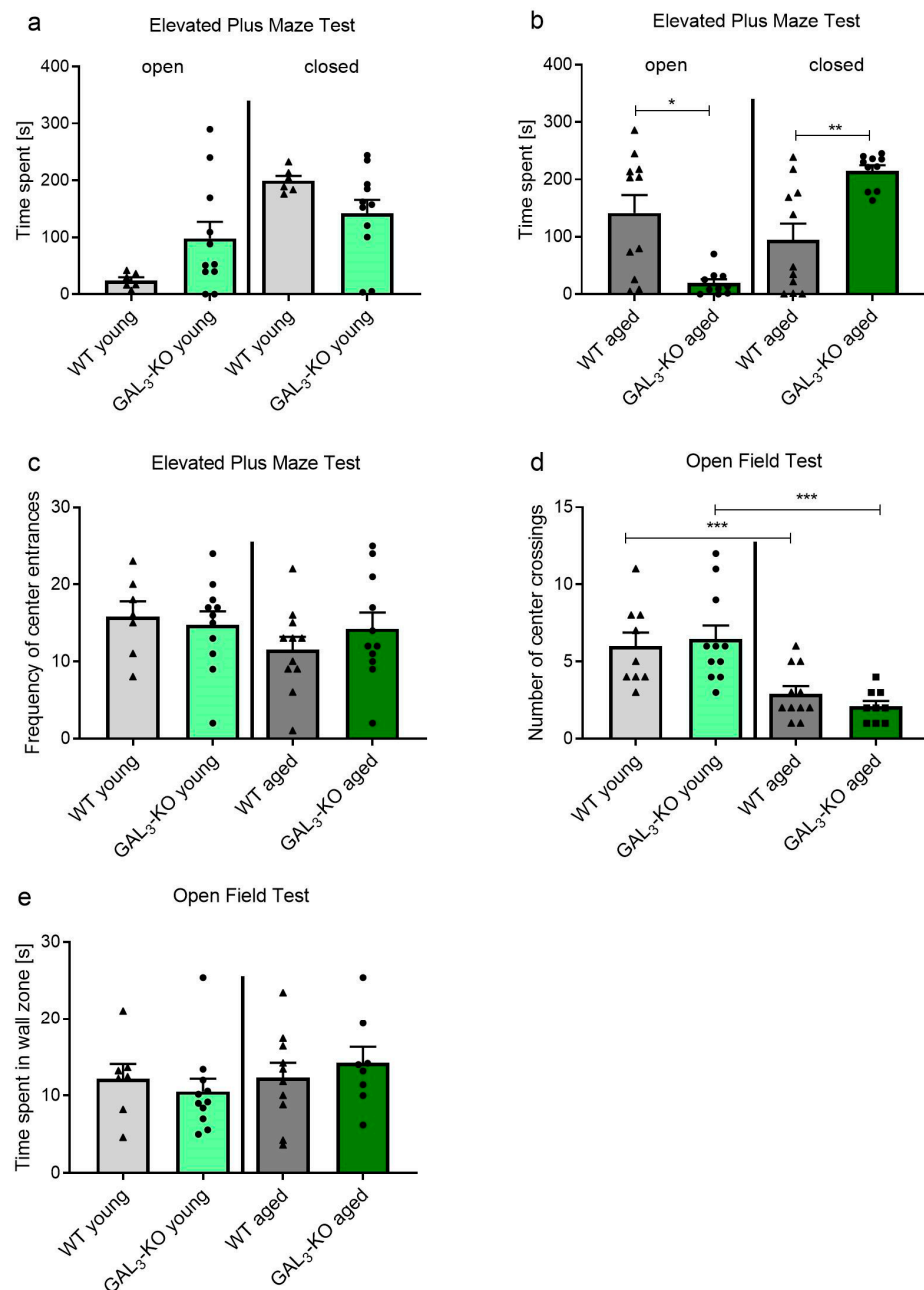 a
Elevated Plus Maze Test
open closed
Time spent [s]
400
300
200
100
0
WT young
GAL₃-KO young
WT young
GAL₃-KO young
b
Elevated Plus Maze Test
open closed
Time spent [s]
400
300
200
100
0
*
**
WT aged
GAL₃-KO aged
WT aged
GAL₃-KO aged
c
Elevated Plus Maze Test
Frequency of center entrances
30
20
10
0
WT young
GAL₃-KO young
WT aged
GAL₃-KO aged
d
Open Field Test
Number of center crossings
15
10
5
0
***
***
WT young
GAL₃-KO young
WT aged
GAL₃-KO aged
e
Open Field Test
Time spent in wall zone [s]
30
20
10
0
WT young
GAL₃-KO young
WT aged
GAL₃-KO aged